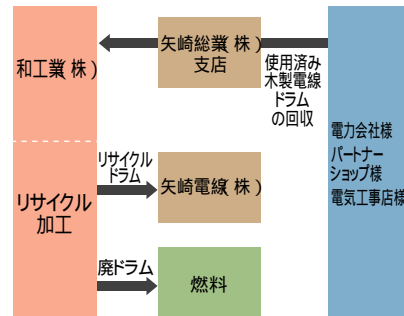 和工業(株)
矢崎総業(株)
支店
使用済み
木製電線
ドラム
の回収
電力会社様
パートナー
ショップ様
電気工事店様
リサイクル
ドラム
矢崎電線(株)
リサイクル
加工
廃ドラム
燃料